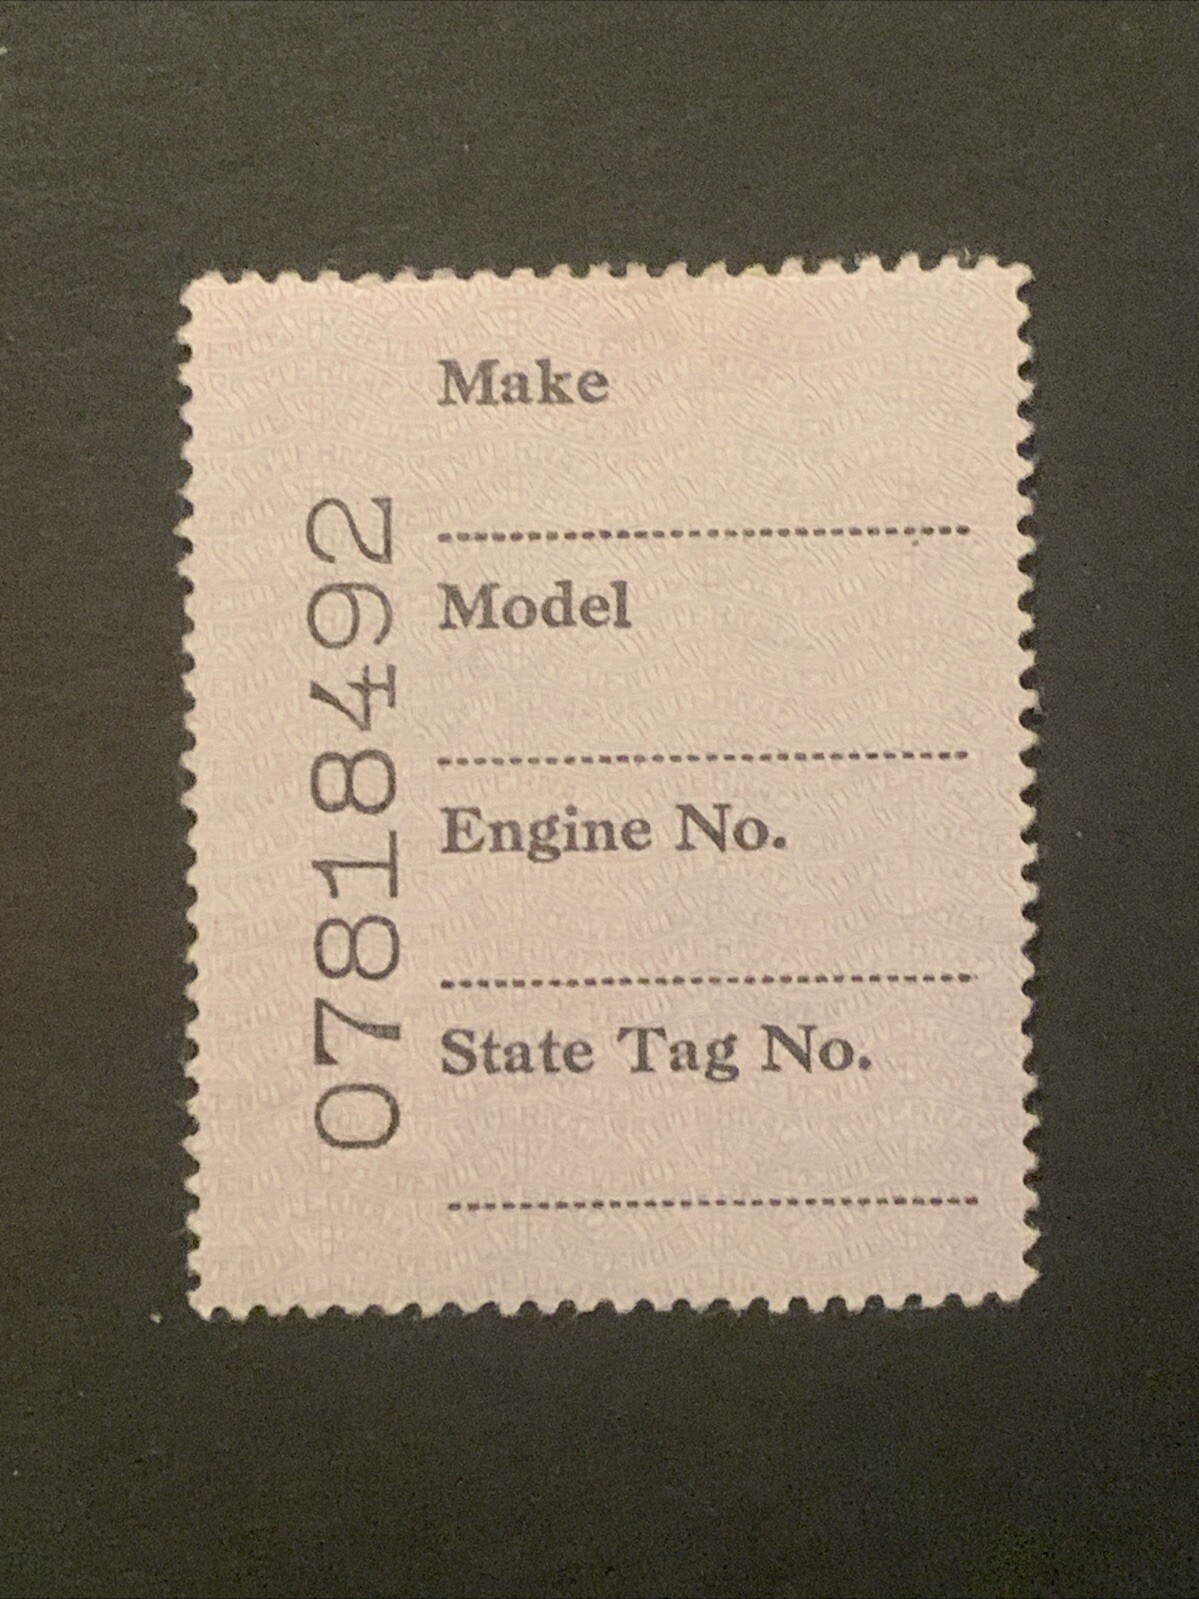 Make
Model
Engine No.
State Tag No.
07818492